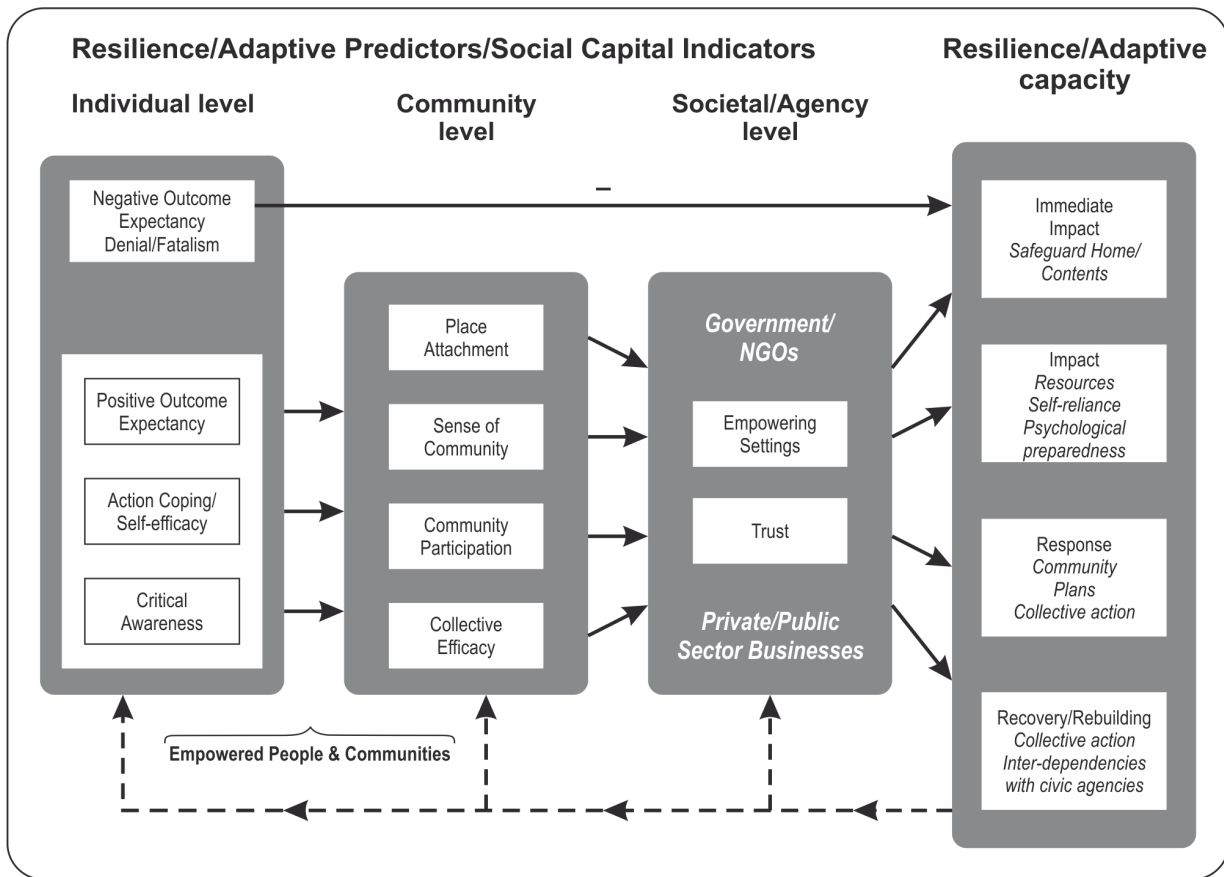 Resilience/Adaptive Predictors/Social Capital Indicators
Resilience/Adaptive
capacity
Individual level
Community
level
Societal/Agency
level
Negative Outcome
Expectancy
Denial/Fatalism
–
Positive Outcome
Expectancy
Action Coping/
Self-efficacy
Critical
Awareness
Place
Attachment
Sense of
Community
Community
Participation
Collective
Efficacy
Government/
NGOs
Empowering
Settings
Trust
Private/Public
Sector Businesses
Immediate
Impact
Safeguard Home/
Contents
Impact
Resources
Self-reliance
Psychological
preparedness
Response
Community
Plans
Collective action
Recovery/Rebuilding
Collective action
Inter-dependencies
with civic agencies
Empowered People & Communities